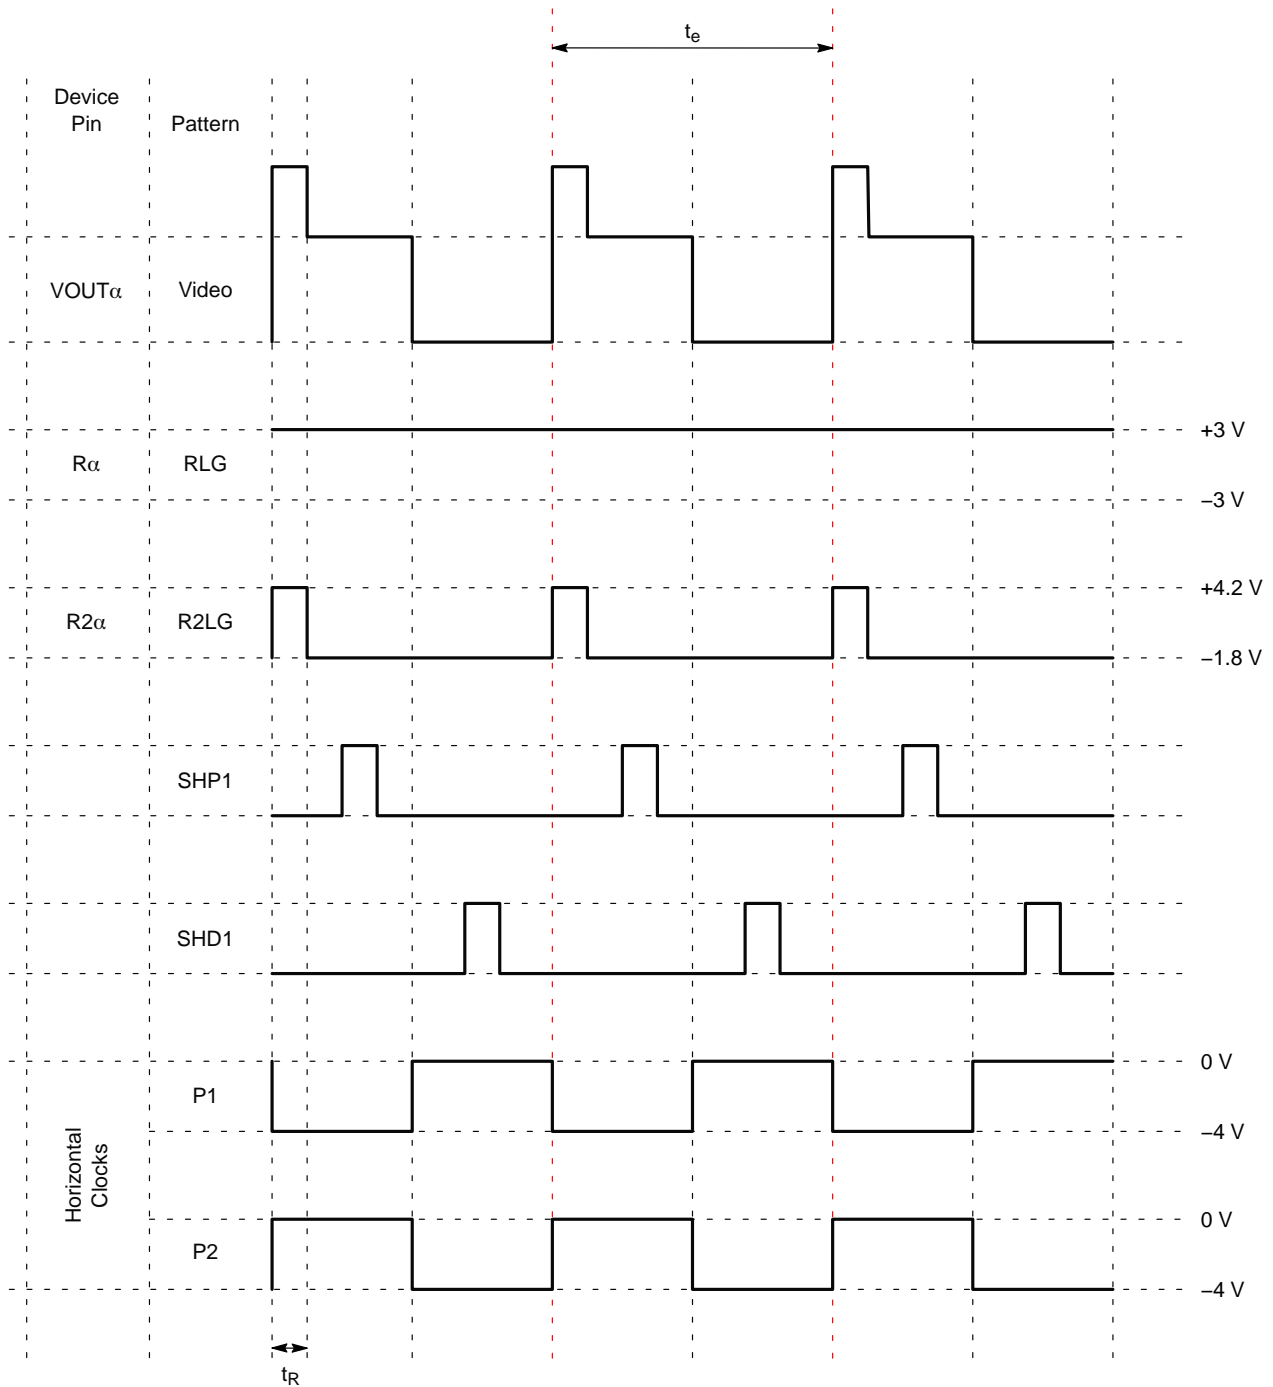 te
Device
Pin
Pattern
VOUTα
Video
+3 V
Rα
RLG
−3 V
+4.2 V
R2α
R2LG
−1.8 V
SHP1
SHD1
0 V
P1
−4 V
Horizontal
Clocks
0 V
P2
−4 V
tR